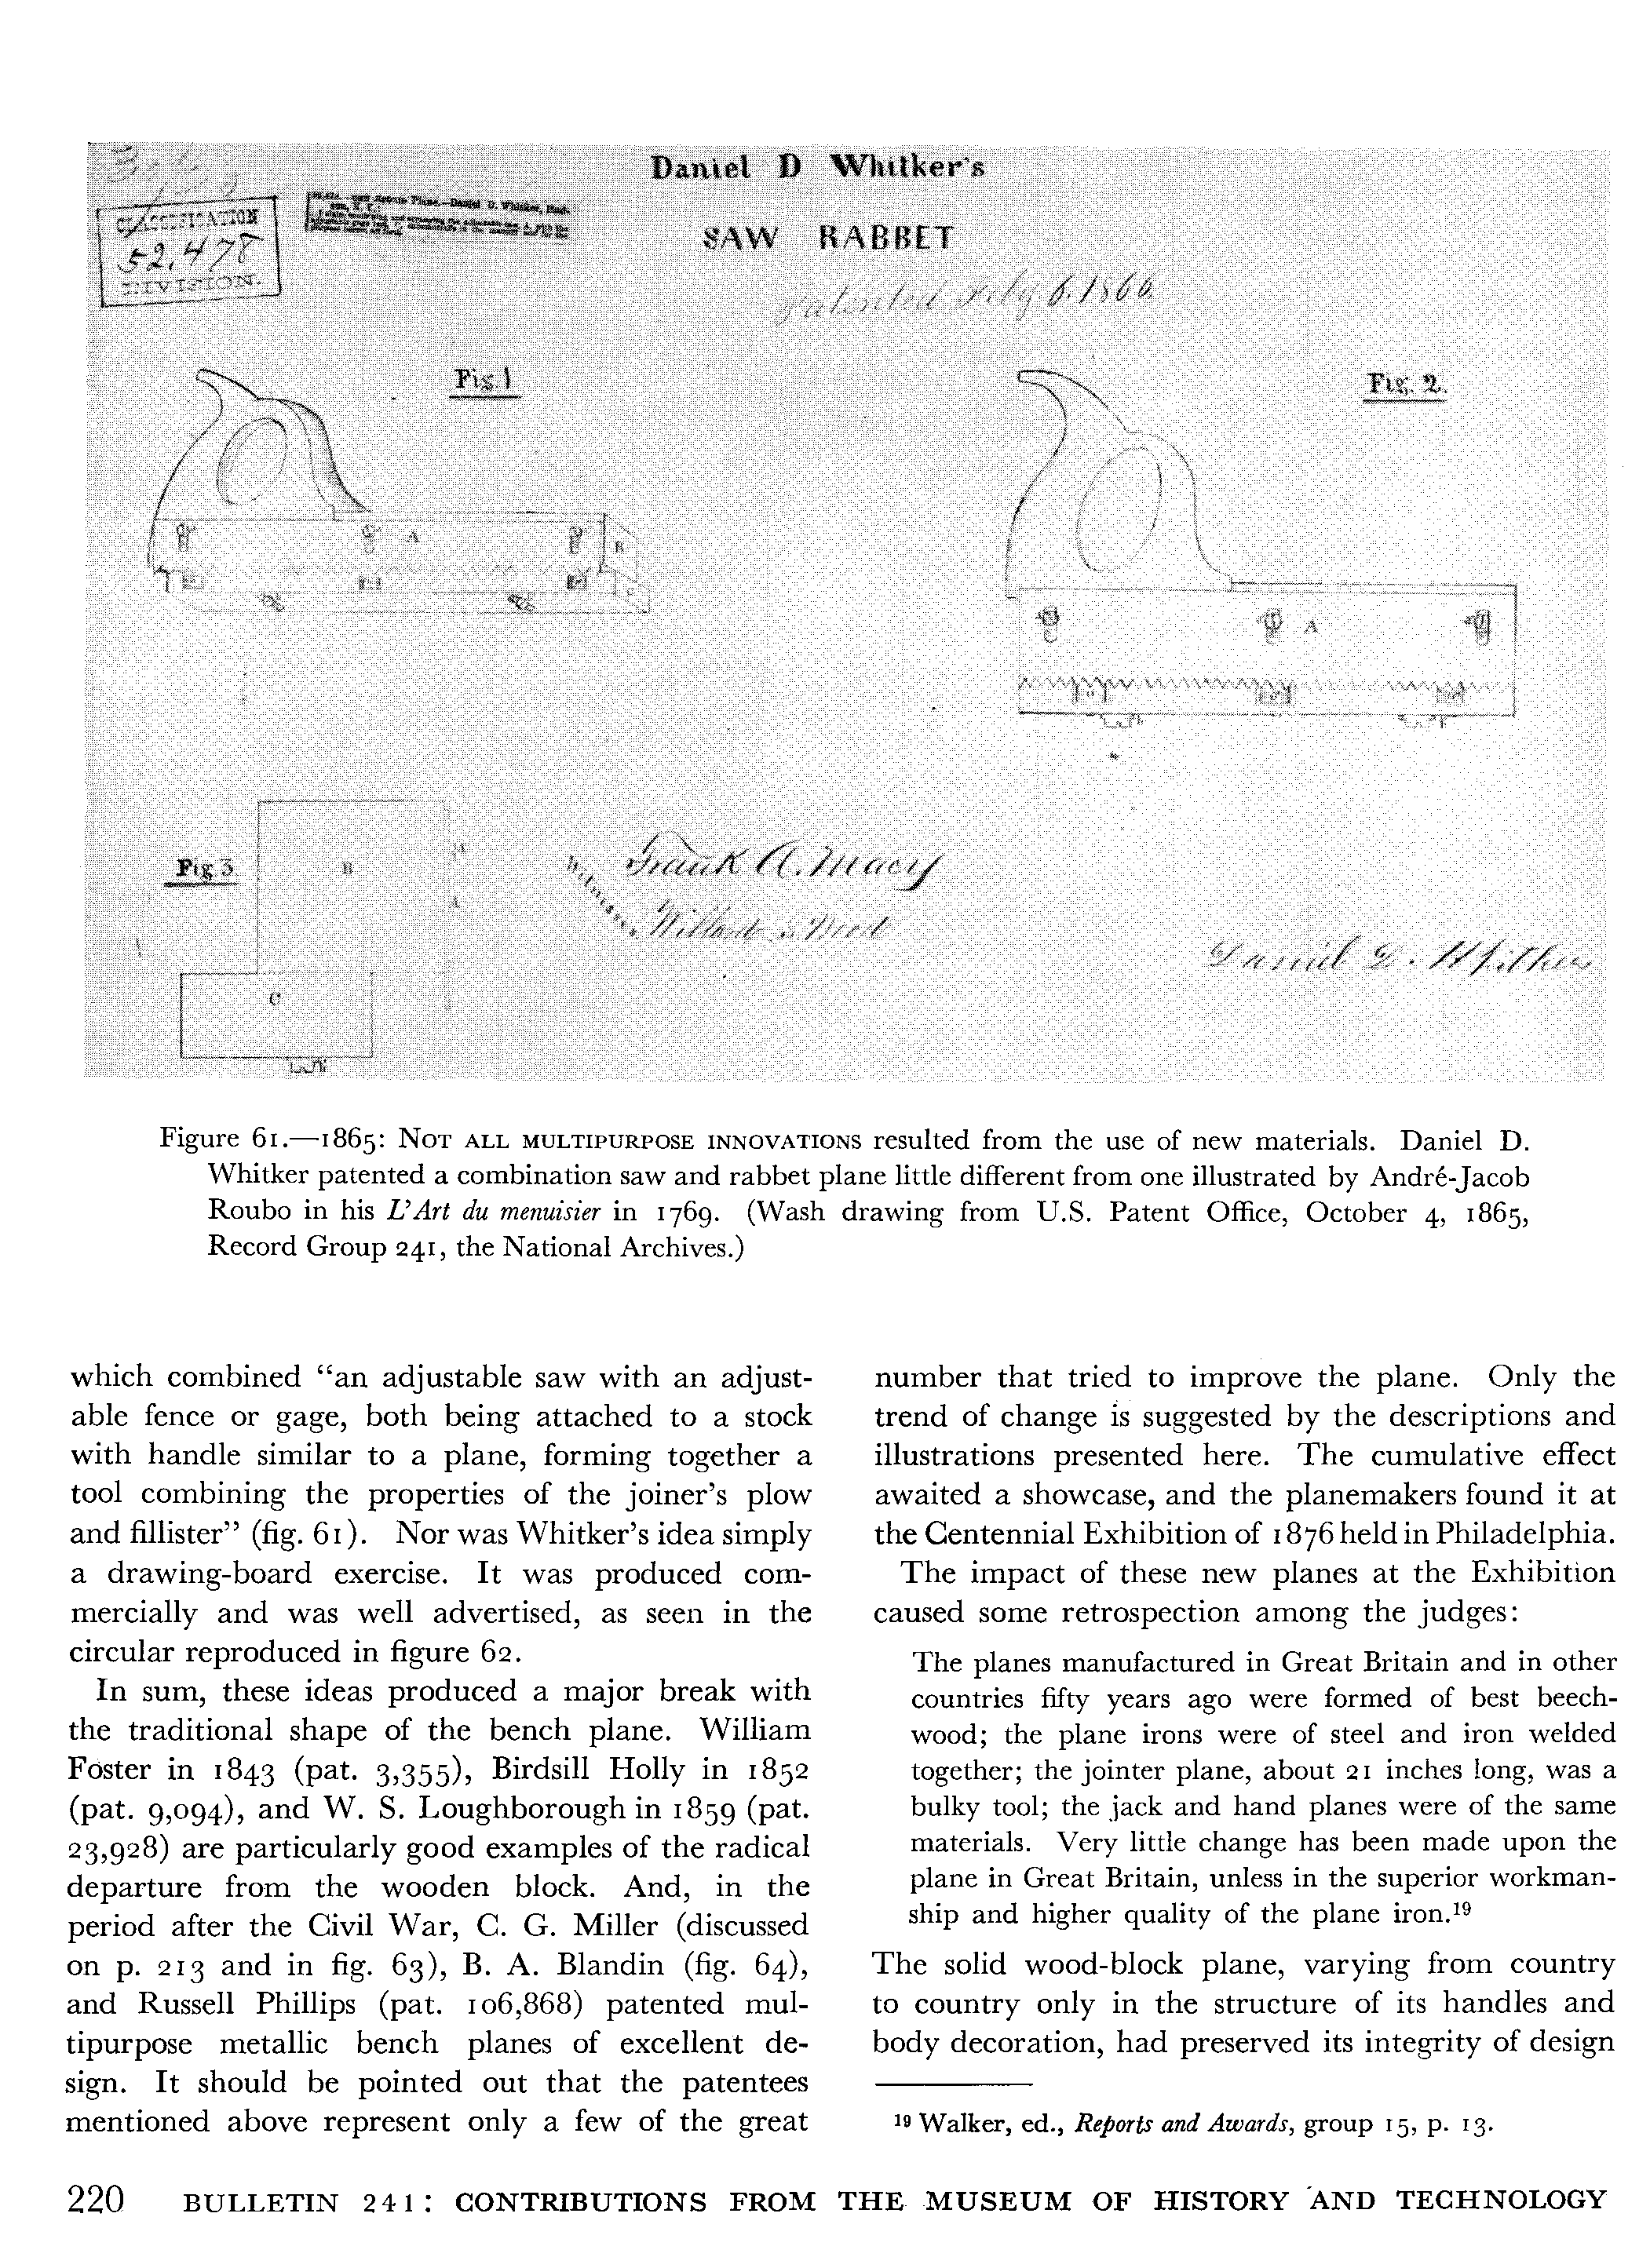 Daniel D Whitker's
CLASSIFICATION
52,478
DIVISION.
SAW RABBET
Patented Feby 6. 1866.
Fig. 1
Fig. 2.
A
B
C
A
Fig. 3
B
A
A
C
Witnesses
Frank A. Macy
Daniel D. Whitker
Figure 61.—1865: NOT ALL MULTIPURPOSE INNOVATIONS resulted from the use of new materials. Daniel D.
Whitker patented a combination saw and rabbet plane little different from one illustrated by André-Jacob
Roubo in his L'Art du menuisier in 1769. (Wash drawing from U.S. Patent Office, October 4, 1865,
Record Group 241, the National Archives.)
which combined “an adjustable saw with an adjust-
able fence or gage, both being attached to a stock
with handle similar to a plane, forming together a
tool combining the properties of the joiner's plow
and fillister” (fig. 61). Nor was Whitker's idea simply
a drawing-board exercise. It was produced com-
mercially and was well advertised, as seen in the
circular reproduced in figure 62.
In sum, these ideas produced a major break with
the traditional shape of the bench plane. William
Foster in 1843 (pat. 3,355), Birdsill Holly in 1852
(pat. 9,094), and W. S. Loughborough in 1859 (pat.
23,928) are particularly good examples of the radical
departure from the wooden block. And, in the
period after the Civil War, C. G. Miller (discussed
on p. 213 and in fig. 63), B. A. Blandin (fig. 64),
and Russell Phillips (pat. 106,868) patented mul-
tipurpose metallic bench planes of excellent de-
sign. It should be pointed out that the patentees
mentioned above represent only a few of the great
number that tried to improve the plane. Only the
trend of change is suggested by the descriptions and
illustrations presented here. The cumulative effect
awaited a showcase, and the planemakers found it at
the Centennial Exhibition of 1876 held in Philadelphia.
The impact of these new planes at the Exhibition
caused some retrospection among the judges:
The planes manufactured in Great Britain and in other
countries fifty years ago were formed of best beech-
wood; the plane irons were of steel and iron welded
together; the jointer plane, about 21 inches long, was a
bulky tool; the jack and hand planes were of the same
materials. Very little change has been made upon the
plane in Great Britain, unless in the superior workman-
ship and higher quality of the plane iron.¹⁹
The solid wood-block plane, varying from country
to country only in the structure of its handles and
body decoration, had preserved its integrity of design
¹⁹ Walker, ed., Reports and Awards, group 15, p. 13.
220 BULLETIN 241: CONTRIBUTIONS FROM THE MUSEUM OF HISTORY AND TECHNOLOGY